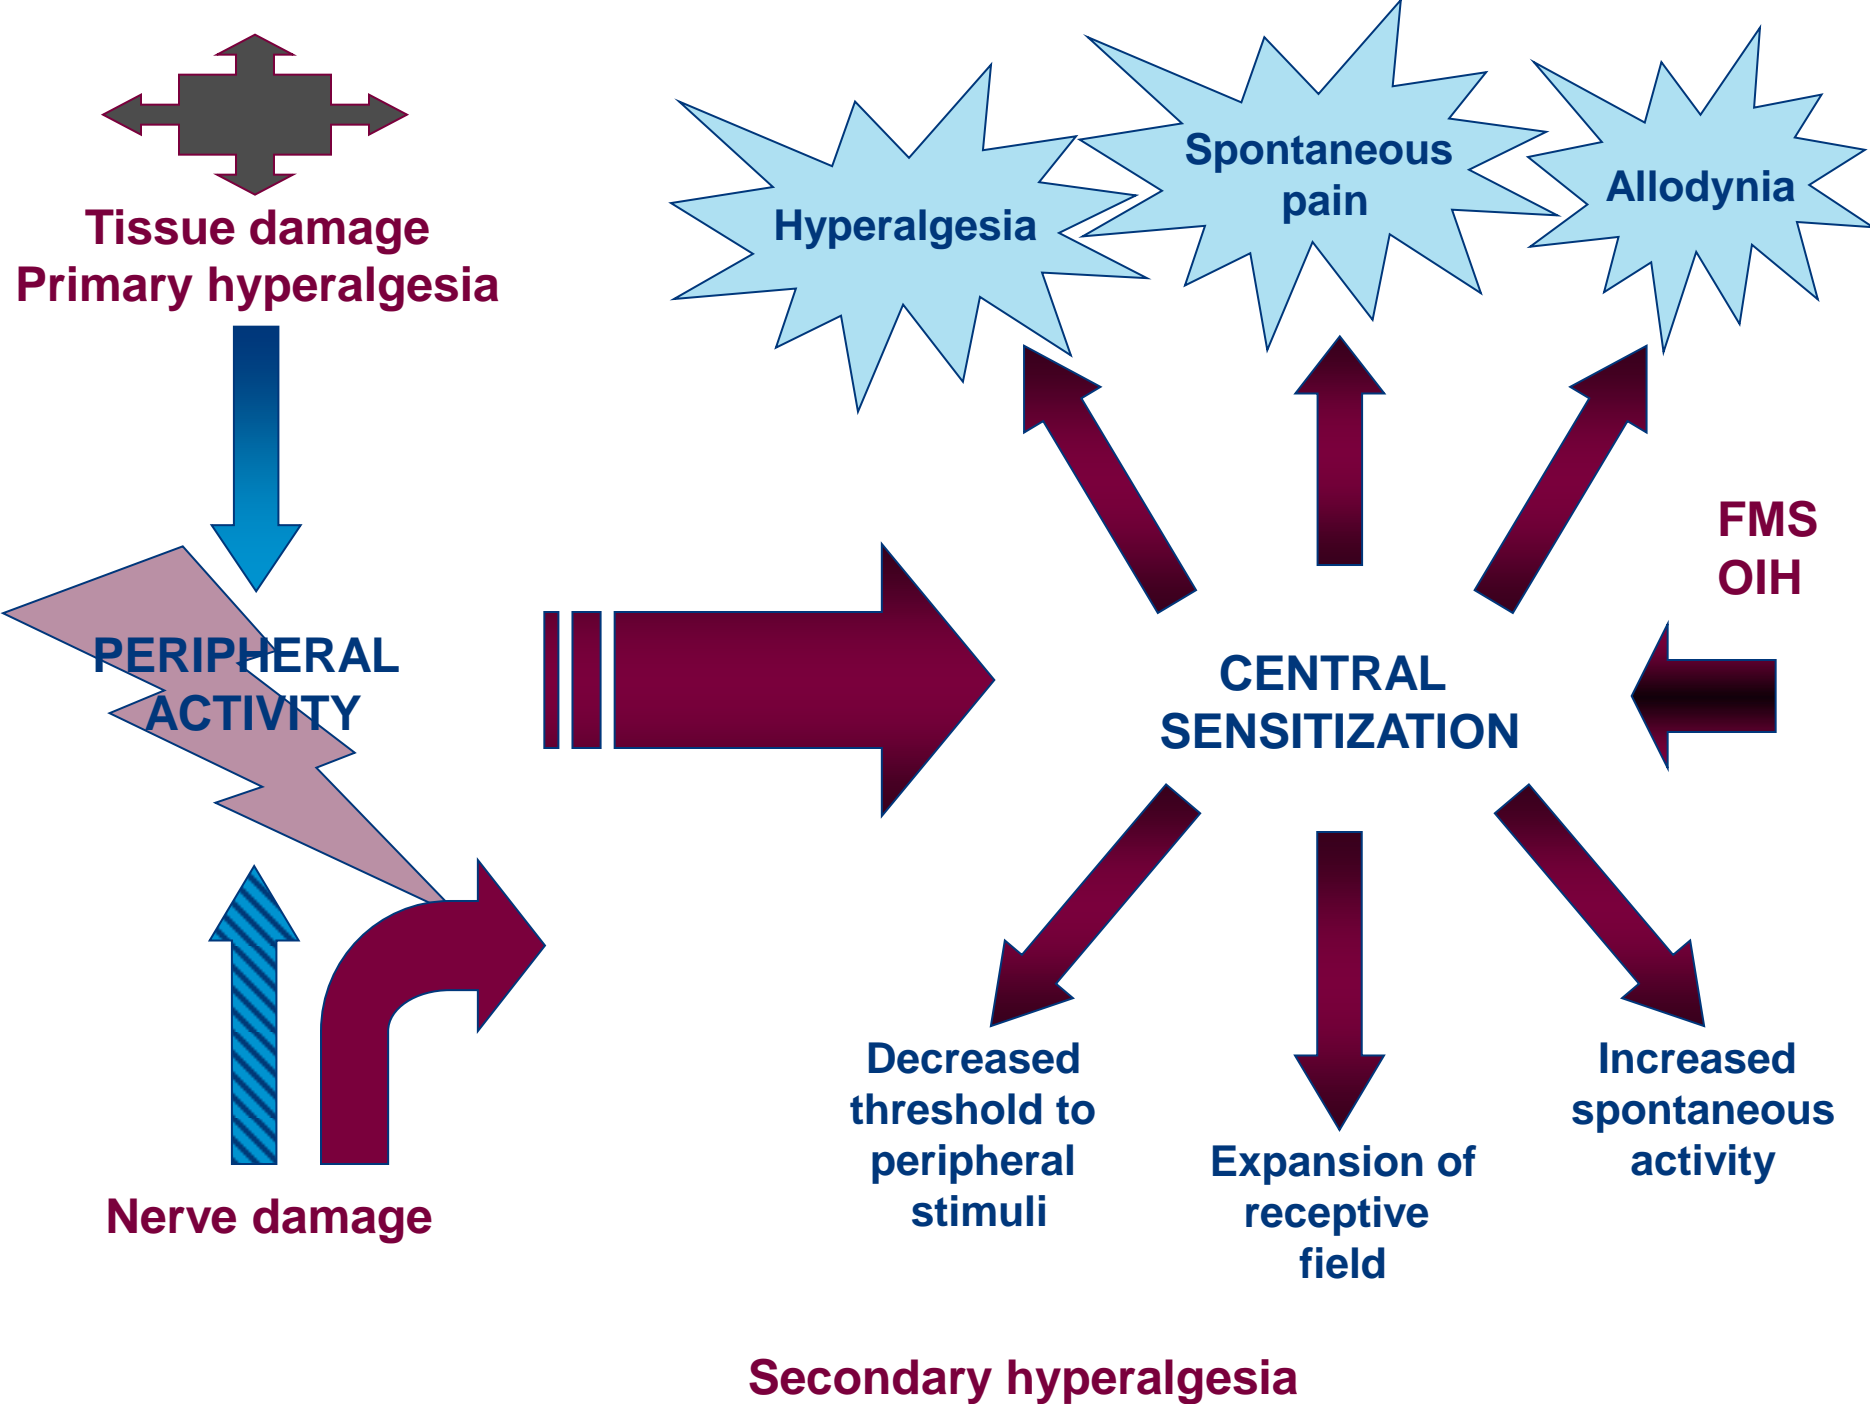 Tissue damage
Primary hyperalgesia
PERIPHERAL
ACTIVITY
Nerve damage
Hyperalgesia
Spontaneous
pain
Allodynia
FMS
OIH
CENTRAL
SENSITIZATION
Decreased
threshold to
peripheral
stimuli
Expansion of
receptive
field
Increased
spontaneous
activity
Secondary hyperalgesia